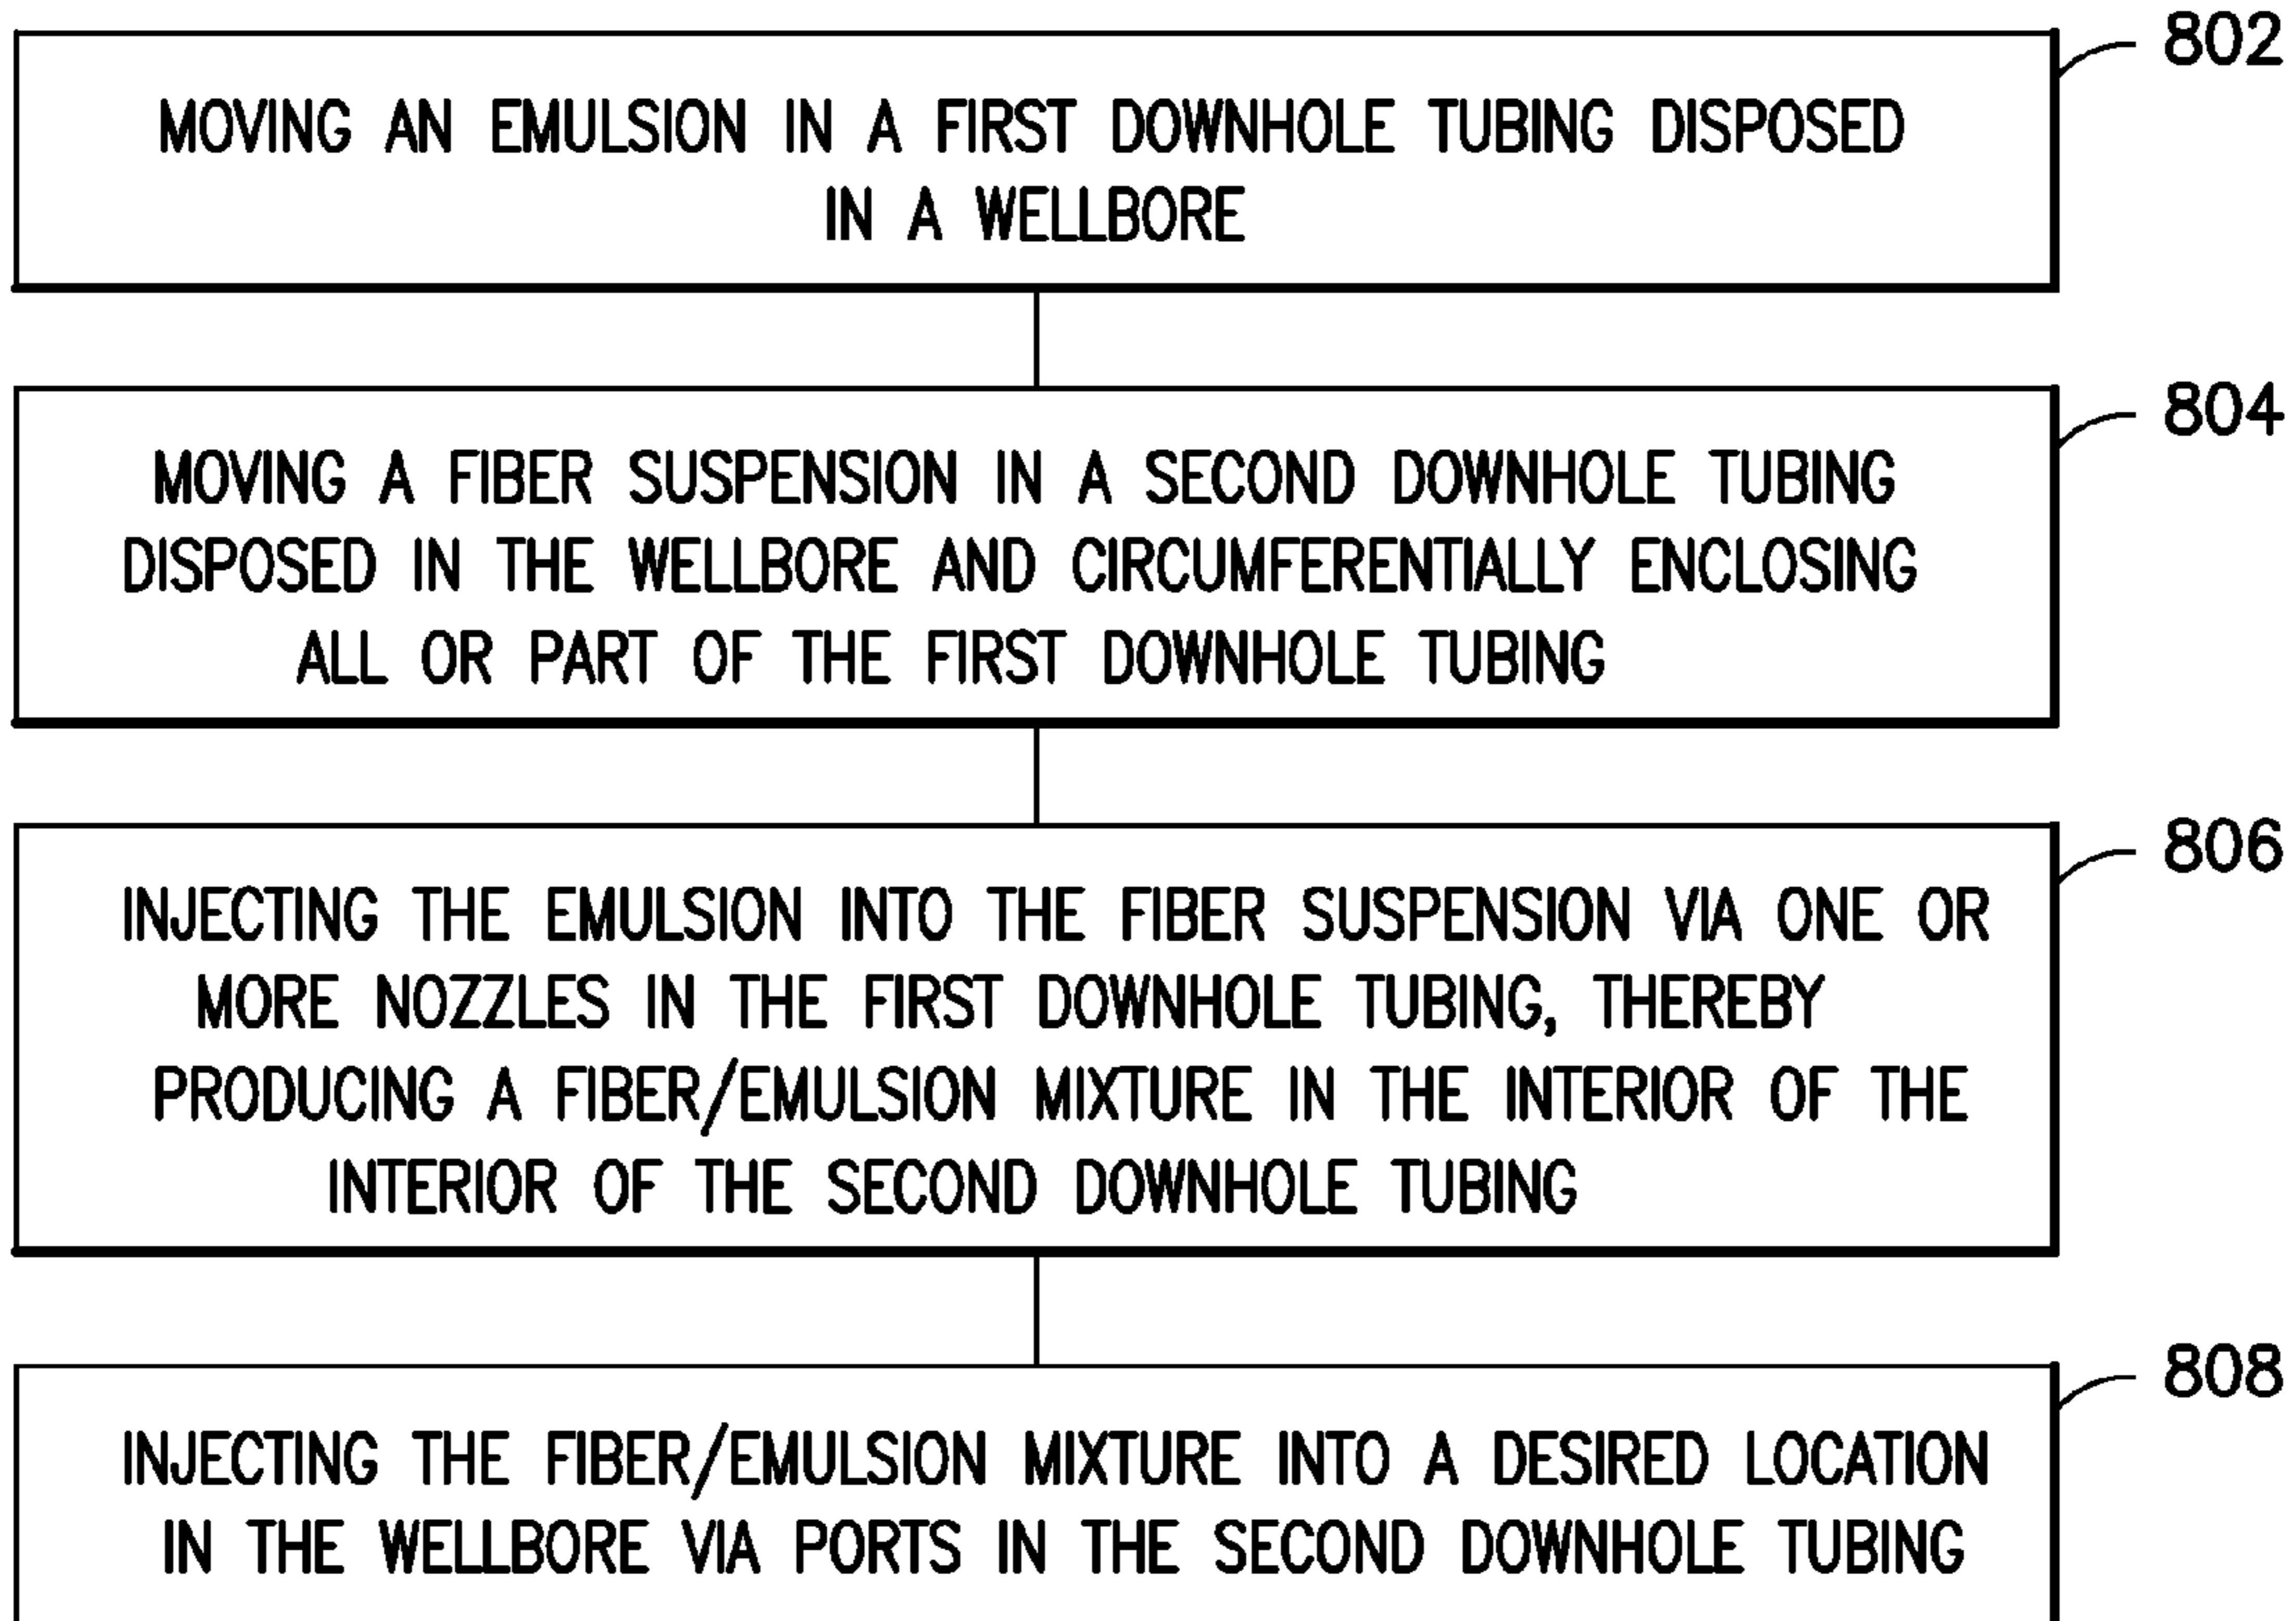 802
MOVING AN EMULSION IN A FIRST DOWNHOLE TUBING DISPOSED
IN A WELLBORE
804
MOVING A FIBER SUSPENSION IN A SECOND DOWNHOLE TUBING
DISPOSED IN THE WELLBORE AND CIRCUMFERENTIALLY ENCLOSING
ALL OR PART OF THE FIRST DOWNHOLE TUBING
806
INJECTING THE EMULSION INTO THE FIBER SUSPENSION VIA ONE OR
MORE NOZZLES IN THE FIRST DOWNHOLE TUBING, THEREBY
PRODUCING A FIBER/EMULSION MIXTURE IN THE INTERIOR OF THE
INTERIOR OF THE SECOND DOWNHOLE TUBING
808
INJECTING THE FIBER/EMULSION MIXTURE INTO A DESIRED LOCATION
IN THE WELLBORE VIA PORTS IN THE SECOND DOWNHOLE TUBING